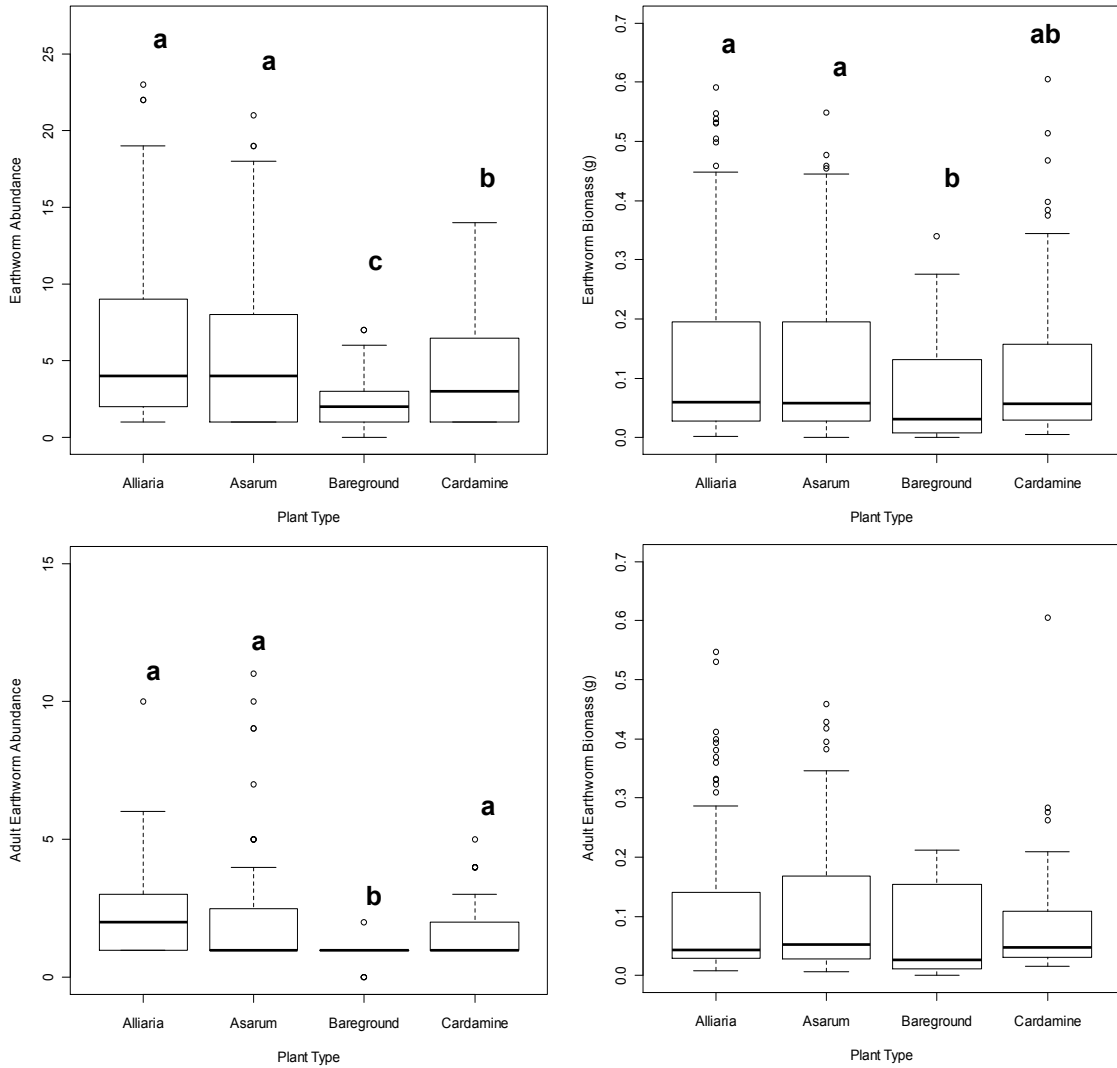 a
a
c
b
Earthworm Abundance
0
5
10
15
20
25
Alliaria Asarum Bareground Cardamine
Plant Type
a
a
b
ab
Earthworm Biomass (g)
0.0
0.1
0.2
0.3
0.4
0.5
0.6
0.7
Alliaria Asarum Bareground Cardamine
Plant Type
a
a
b
a
Adult Earthworm Abundance
0
5
10
15
Alliaria Asarum Bareground Cardamine
Plant Type
Adult Earthworm Biomass (g)
0.0
0.1
0.2
0.3
0.4
0.5
0.6
0.7
Alliaria Asarum Bareground Cardamine
Plant Type